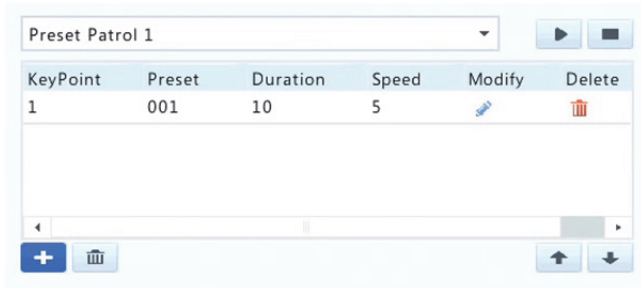 Preset Patrol 1
KeyPoint Preset Duration Speed Modify Delete
1 001 10 5